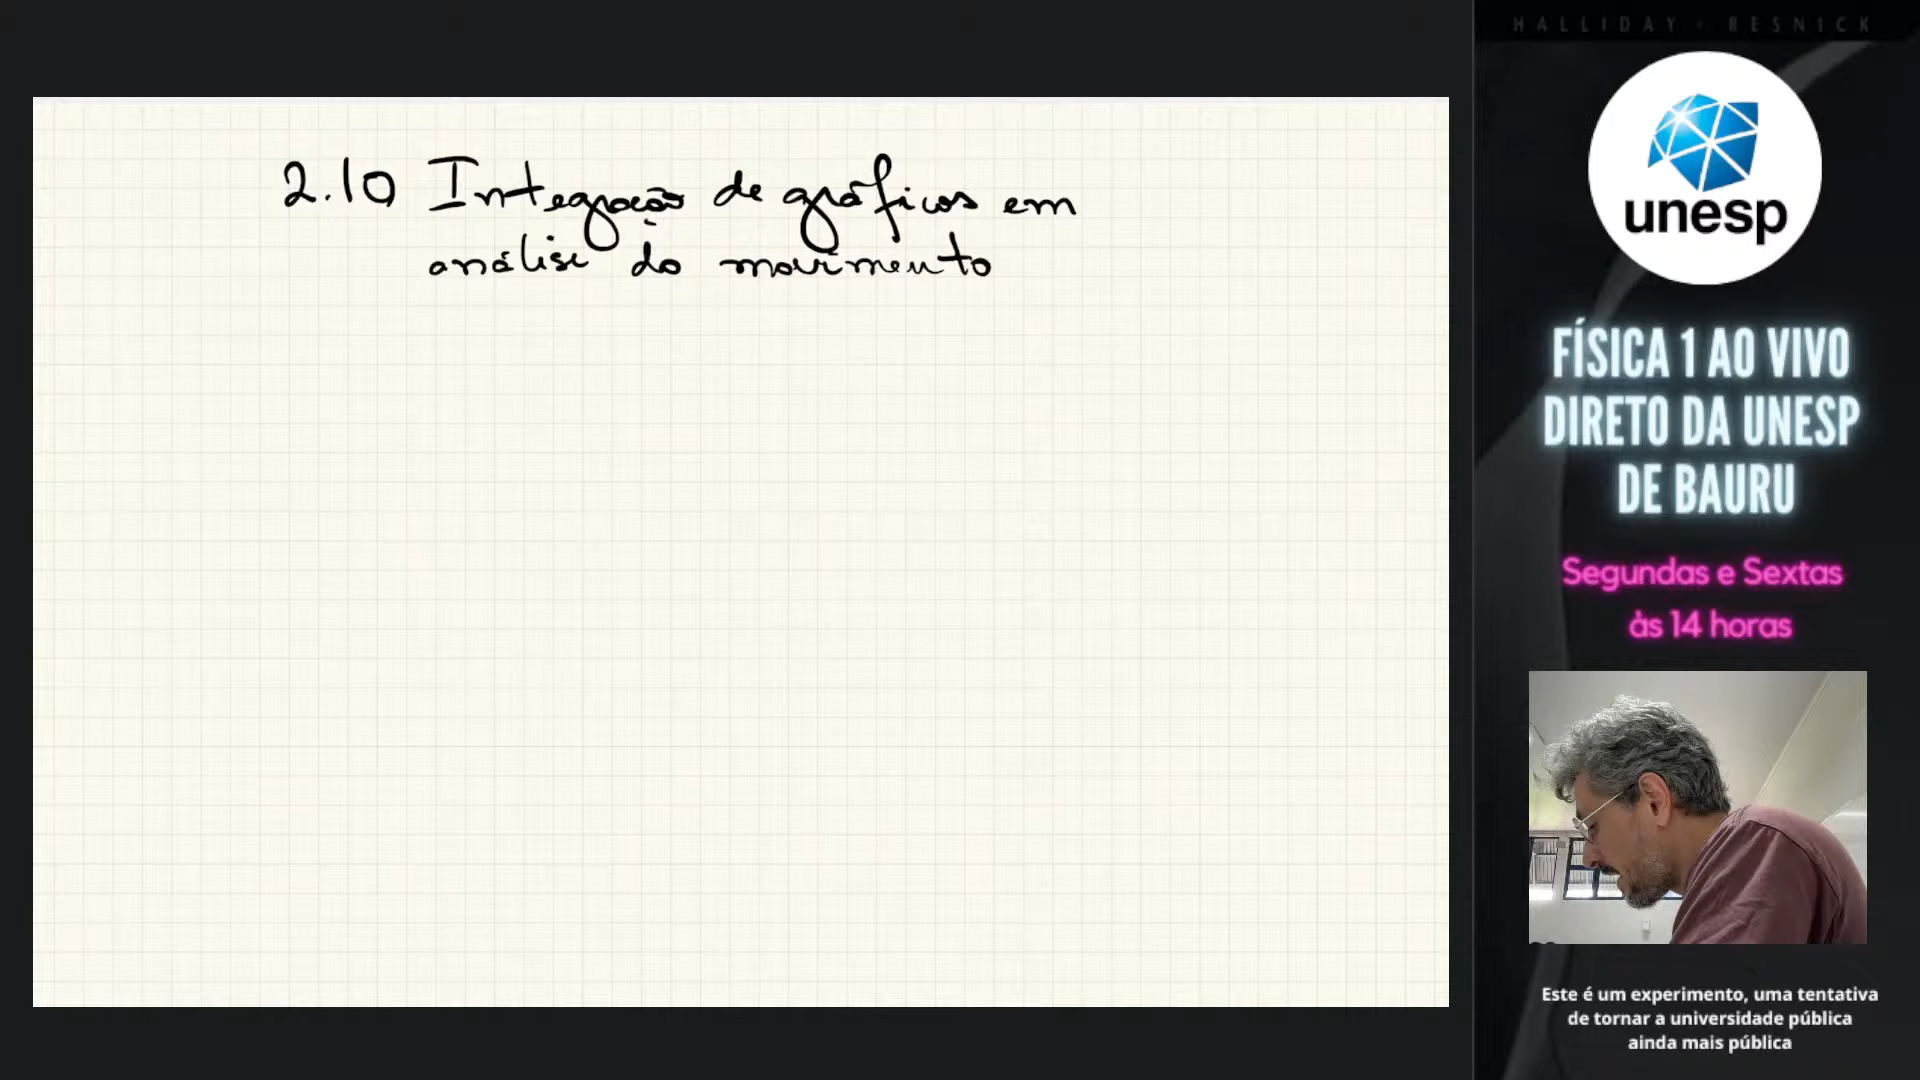 2.10 Integração de gráficos em
análise do movimento
HALLIDAY • RESNICK
unesp
FÍSICA 1 AO VIVO
DIRETO DA UNESP
DE BAURU
Segundas e Sextas
às 14 horas
Este é um experimento, uma tentativa
de tornar a universidade pública
ainda mais pública